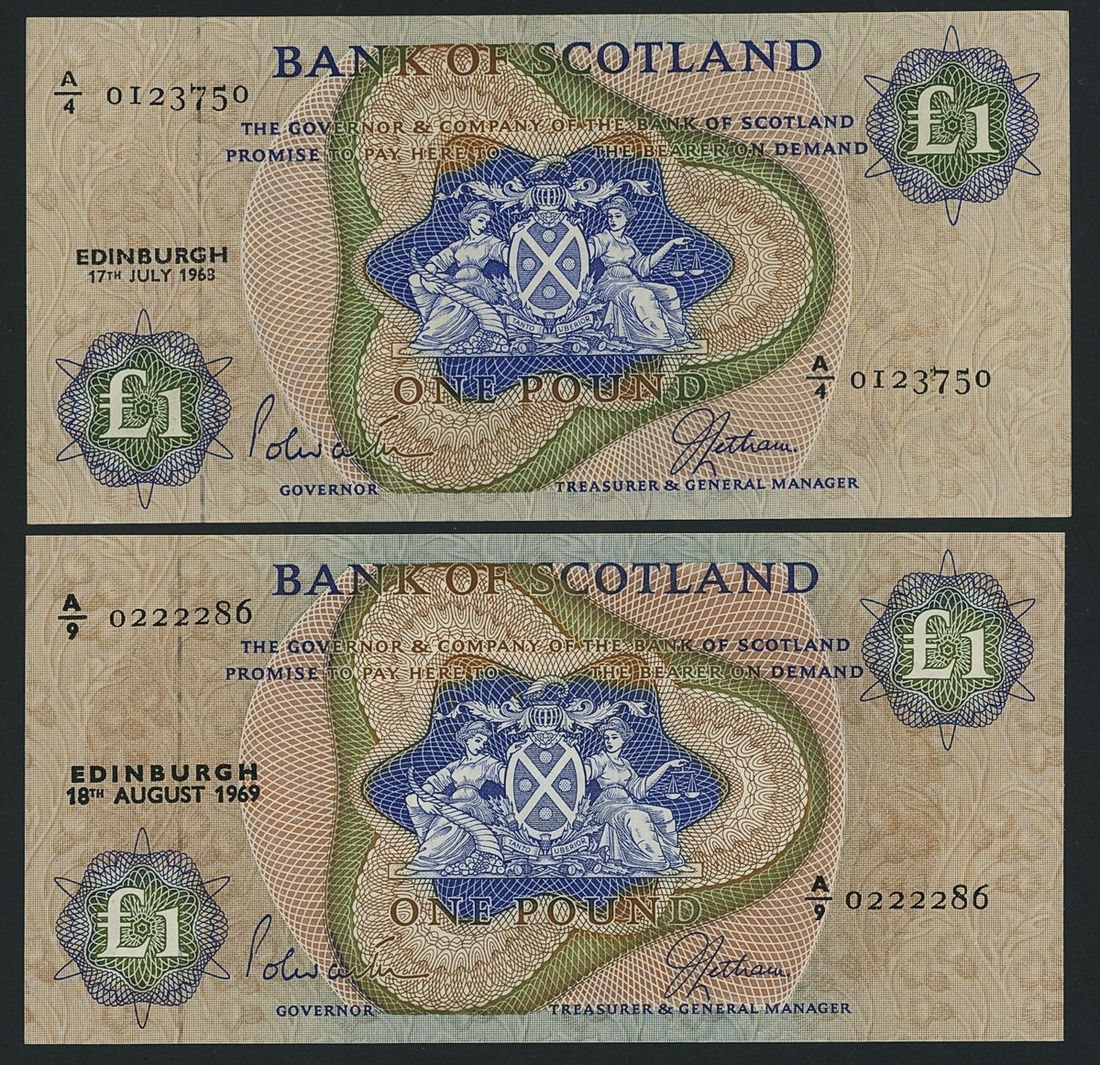 BANK OF SCOTLAND
A/4 0123750
£1
THE GOVERNOR & COMPANY OF THE BANK OF SCOTLAND
PROMISE TO PAY HERE TO THE BEARER ON DEMAND
EDINBURGH
17TH JULY 1968
TANTO UBERIOR
ONE POUND
A/4 0123750
£1
Polwarth
GOVERNOR
J Letham.
TREASURER & GENERAL MANAGER
BANK OF SCOTLAND
A/9 0222286
£1
THE GOVERNOR & COMPANY OF THE BANK OF SCOTLAND
PROMISE TO PAY HERE TO THE BEARER ON DEMAND
EDINBURGH
18TH AUGUST 1969
TANTO UBERIOR
ONE POUND
A/9 0222286
£1
Polwarth
GOVERNOR
J Letham.
TREASURER & GENERAL MANAGER